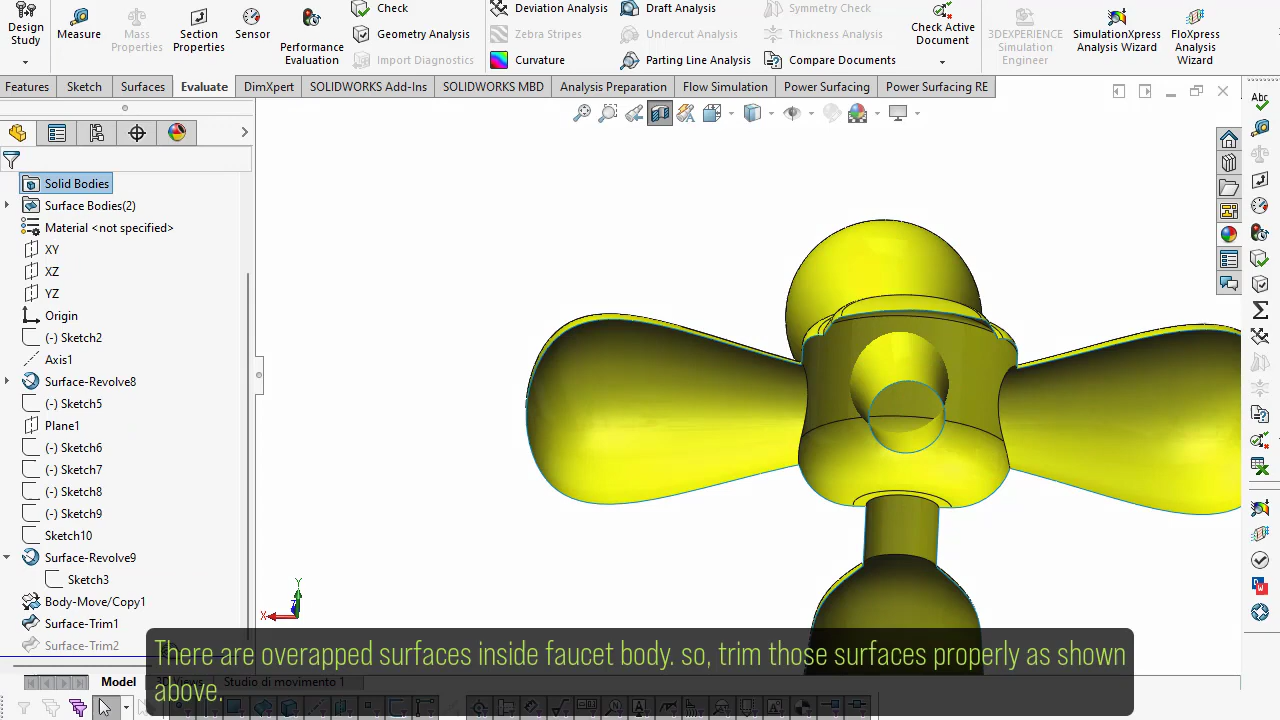 Design
Study
Measure
Mass
Properties
Section
Properties
Sensor
Performance
Evaluation
Check
Geometry Analysis
Import Diagnostics
Deviation Analysis
Zebra Stripes
Curvature
Draft Analysis
Undercut Analysis
Parting Line Analysis
Symmetry Check
Thickness Analysis
Compare Documents
Check Active
Document
3DEXPERIENCE
Simulation
Engineer
SimulationXpress
Analysis Wizard
FloXpress
Analysis
Wizard
Features
Sketch
Surfaces
Evaluate
DimXpert
SOLIDWORKS Add-Ins
SOLIDWORKS MBD
Analysis Preparation
Flow Simulation
Power Surfacing
Power Surfacing RE
Solid Bodies
Surface Bodies(2)
Material <not specified>
XY
XZ
YZ
Origin
(-) Sketch2
Axis1
Surface-Revolve8
(-) Sketch5
Plane1
(-) Sketch6
(-) Sketch7
(-) Sketch8
(-) Sketch9
Sketch10
Surface-Revolve9
Sketch3
Body-Move/Copy1
Surface-Trim1
Surface-Trim2
Y
X
There are overapped surfaces inside faucet body. so, trim those surfaces properly as shown
above.
Model
3D Views
Studio di movimento 1
Abc